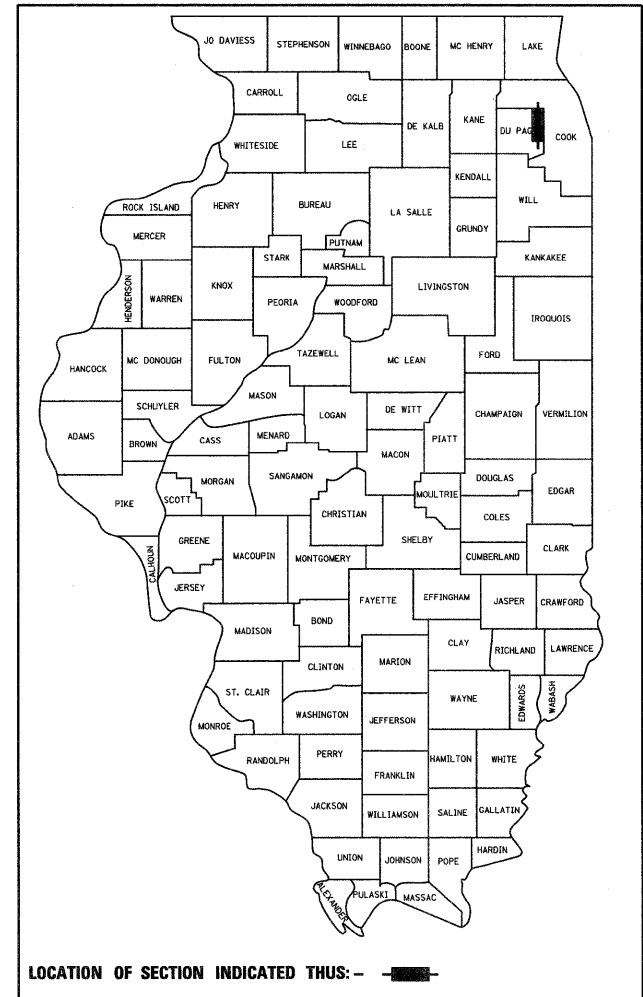 JO DAVIESS STEPHENSON WINNEBAGO BOONE MC HENRY LAKE
CARROLL OGLE DE KALB KANE DU PAG COOK
WHITESIDE LEE
KENDALL WILL
ROCK ISLAND HENRY BUREAU LA SALLE GRUNDY
MERCER PUTNAM KANKAKEE
STARK MARSHALL
HENDERSON WARREN KNOX PEORIA WOODFORD LIVINGSTON IROQUOIS
TAZEWELL MC LEAN FORD
HANCOCK MC DONOUGH FULTON
MASON
SCHUYLER LOGAN DE WITT CHAMPAIGN VERMILION
ADAMS BROWN CASS MENARD PIATT
MACON
MORGAN SANGAMON DOUGLAS EDGAR
PIKE SCOTT CHRISTIAN MOULTRIE COLES
GREENE MACOUPIN MONTGOMERY SHELBY CLARK
CALHOUN CUMBERLAND
JERSEY FAYETTE EFFINGHAM JASPER CRAWFORD
MADISON BOND
CLAY RICHLAND LAWRENCE
CLINTON MARION
ST. CLAIR WAYNE EDWARDS WABASH
WASHINGTON JEFFERSON
MONROE
RANDOLPH PERRY HAMILTON WHITE
FRANKLIN
JACKSON WILLIAMSON SALINE GALLATIN
UNION JOHNSON POPE HARDIN
ALEXANDER PULASKI MASSAC
LOCATION OF SECTION INDICATED THUS: –